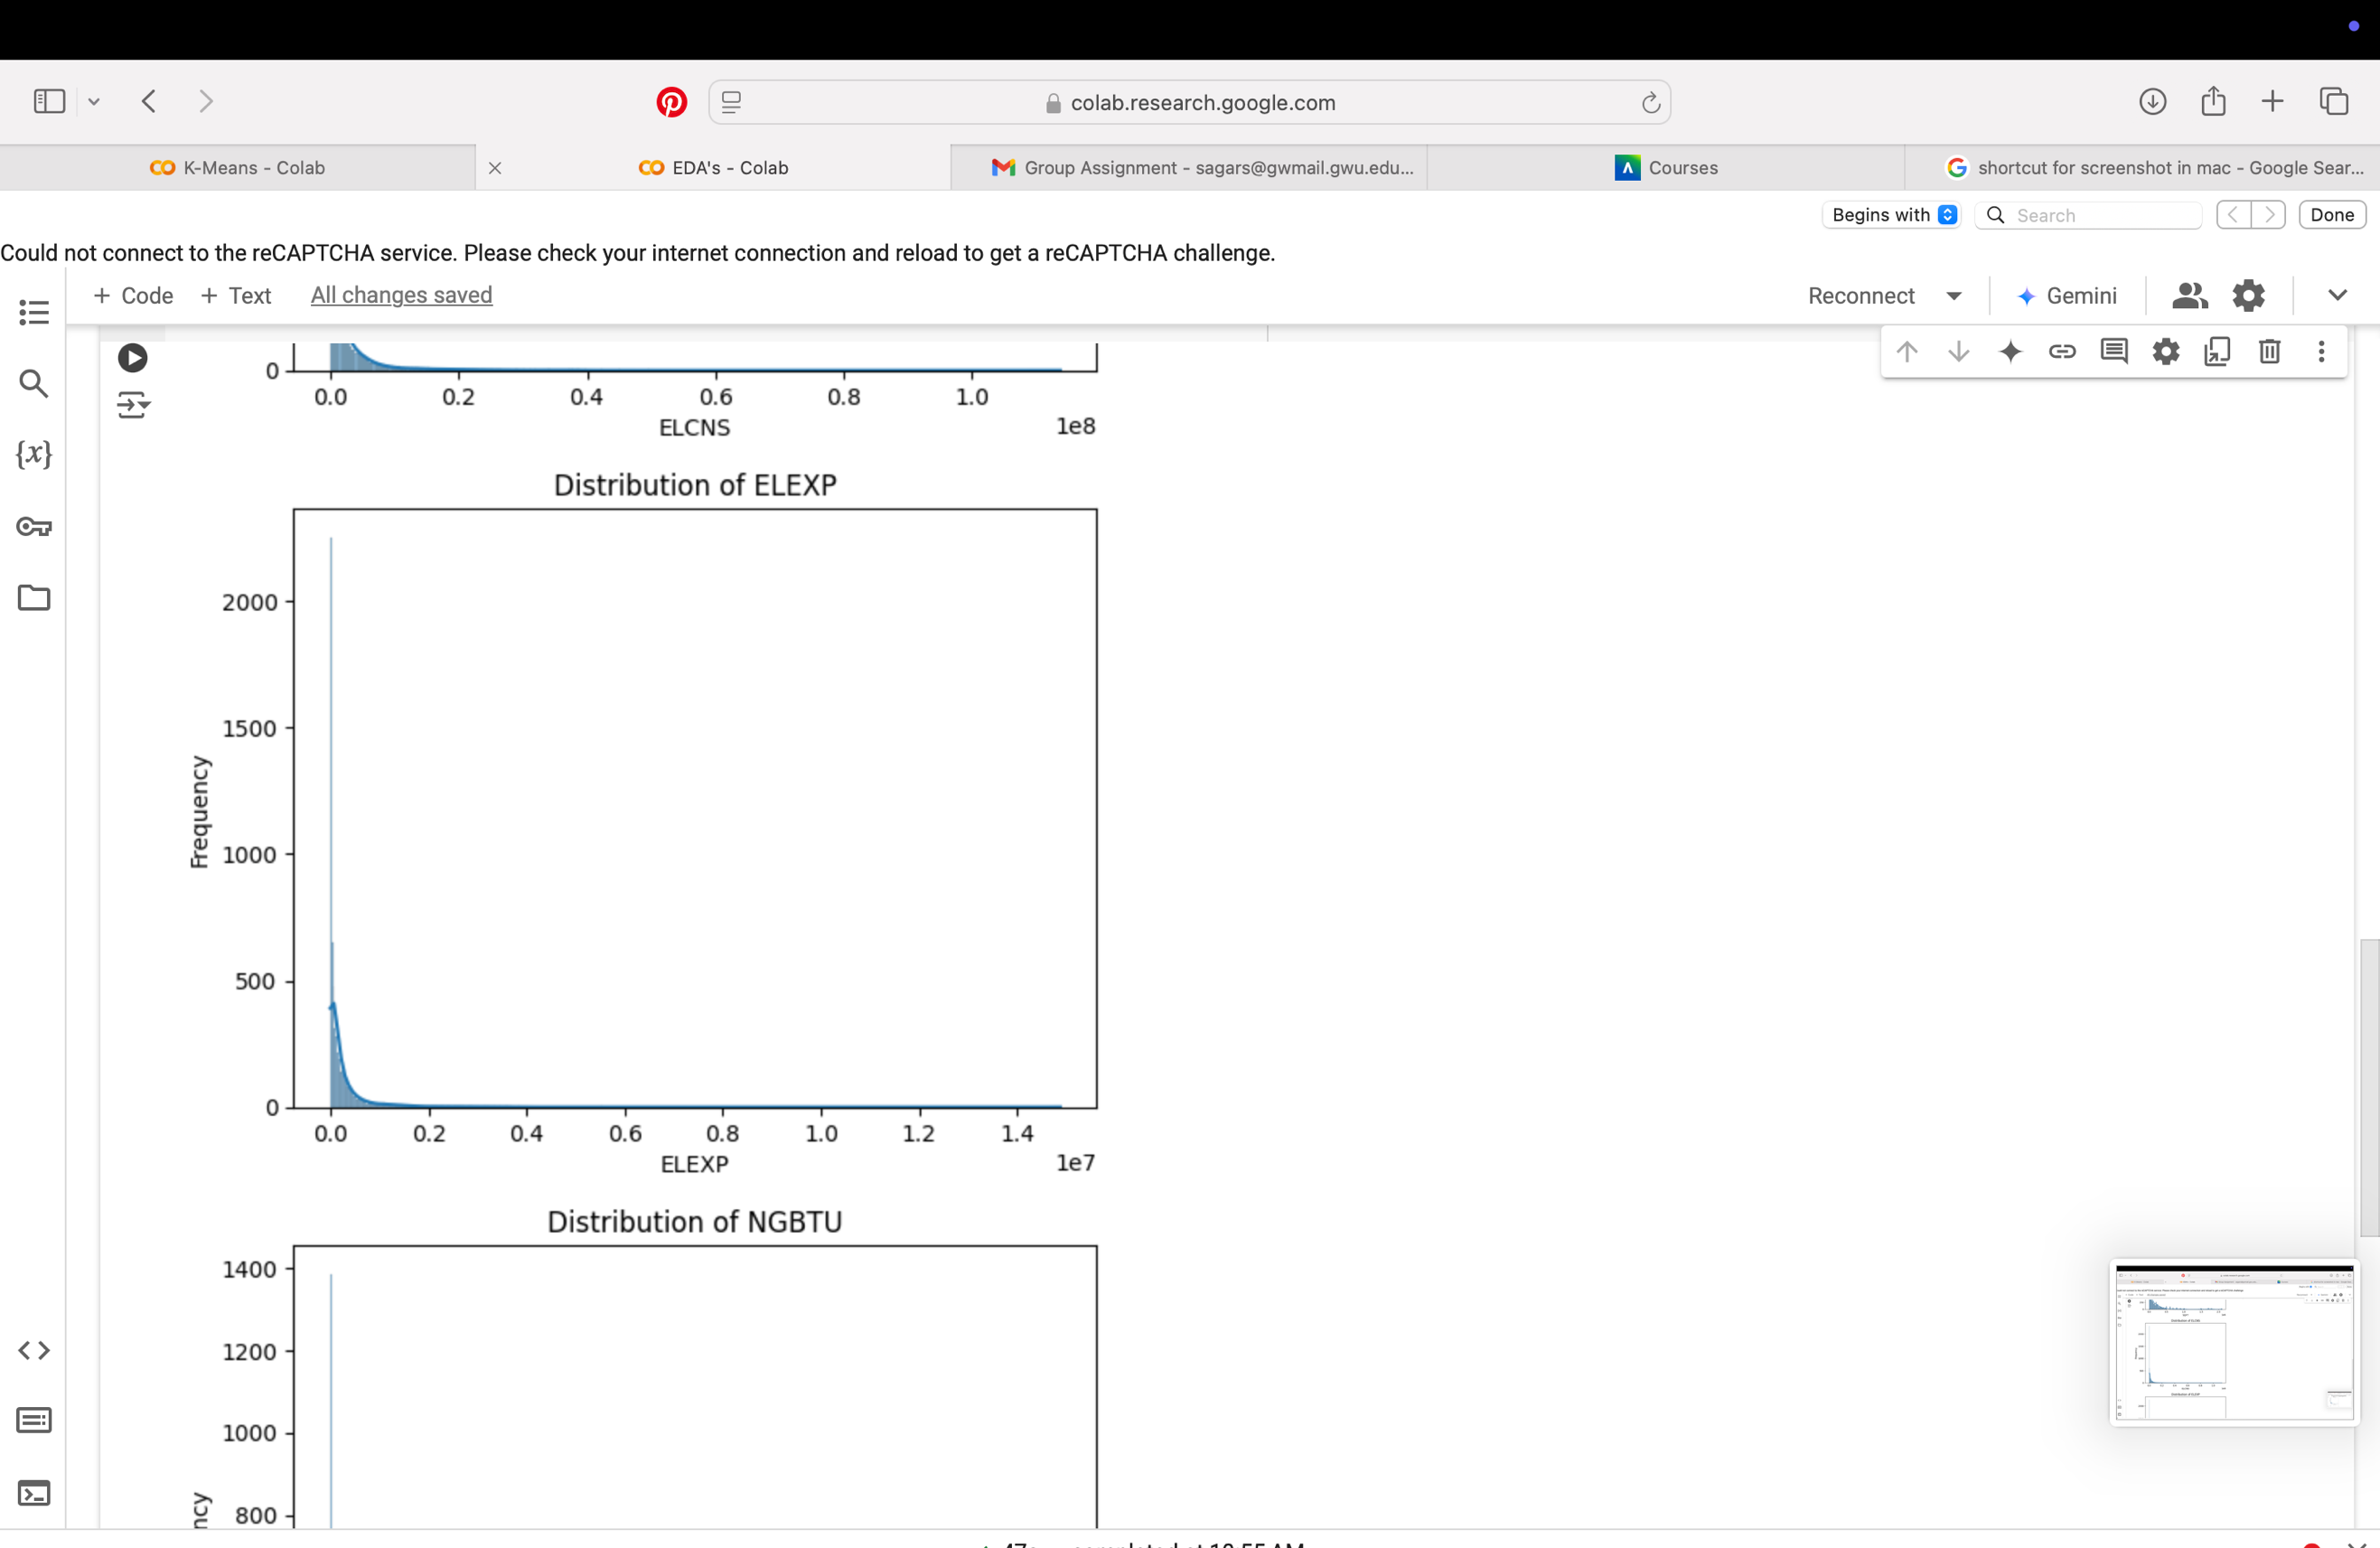 colab.research.google.com
K-Means - Colab
EDA's - Colab
Group Assignment - sagars@gwmail.gwu.edu...
Courses
shortcut for screenshot in mac - Google Sear...
Begins with
Search
Done
Could not connect to the reCAPTCHA service. Please check your internet connection and reload to get a reCAPTCHA challenge.
+ Code + Text All changes saved
Reconnect
Gemini
{x}
0
0.0 0.2 0.4 0.6 0.8 1.0
ELCNS 1e8
Distribution of ELEXP
2000
1500
1000
500
0
Frequency
0.0 0.2 0.4 0.6 0.8 1.0 1.2 1.4
ELEXP 1e7
Distribution of NGBTU
1400
1200
1000
800